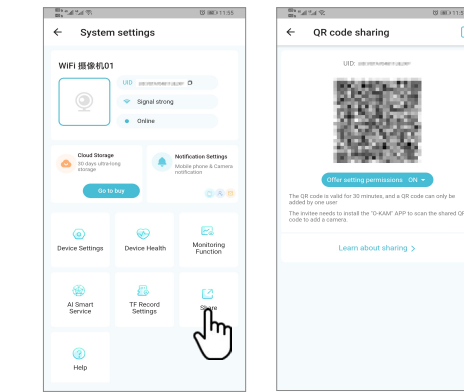 11:55
System settings
WiFi 摄像机01
UID
Signal strong
Online
Cloud Storage
30 days ultra-long
storage
Go to buy
Notification Settings
Mobile phone & Camera
notification
Device Settings
Device Health
Monitoring
Function
AI Smart
Service
TF Record
Settings
Share
Help
QR code sharing
UID:
Offer setting permissions ON
The QR code is valid for 30 minutes, and a QR code can only be
added by one user
The invitee needs to install the "O-KAM" APP to scan the shared QR
code to add a camera.
Learn about sharing >